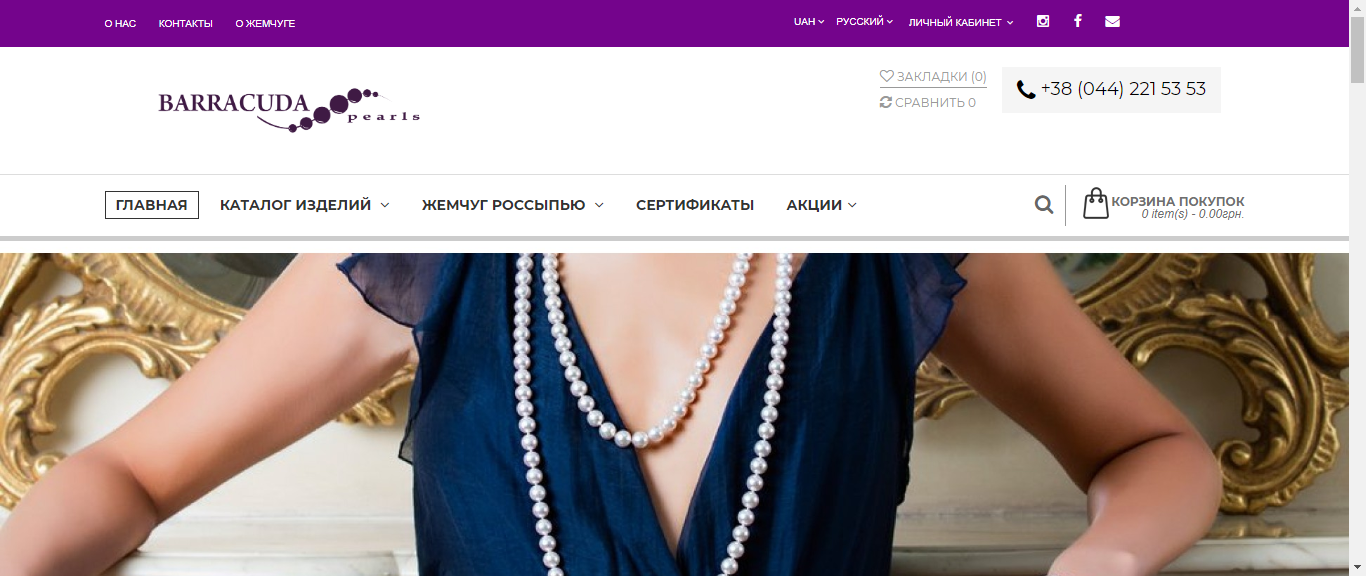 О НАС КОНТАКТЫ О ЖЕМЧУГЕ UAH РУССКИЙ ЛИЧНЫЙ КАБИНЕТ
BARRACUDA
pearls
ЗАКЛАДКИ (0)
СРАВНИТЬ 0
+38 (044) 221 53 53
ГЛАВНАЯ КАТАЛОГ ИЗДЕЛИЙ ЖЕМЧУГ РОССЫПЬЮ СЕРТИФИКАТЫ АКЦИИ
КОРЗИНА ПОКУПОК
0 item(s) - 0.00грн.